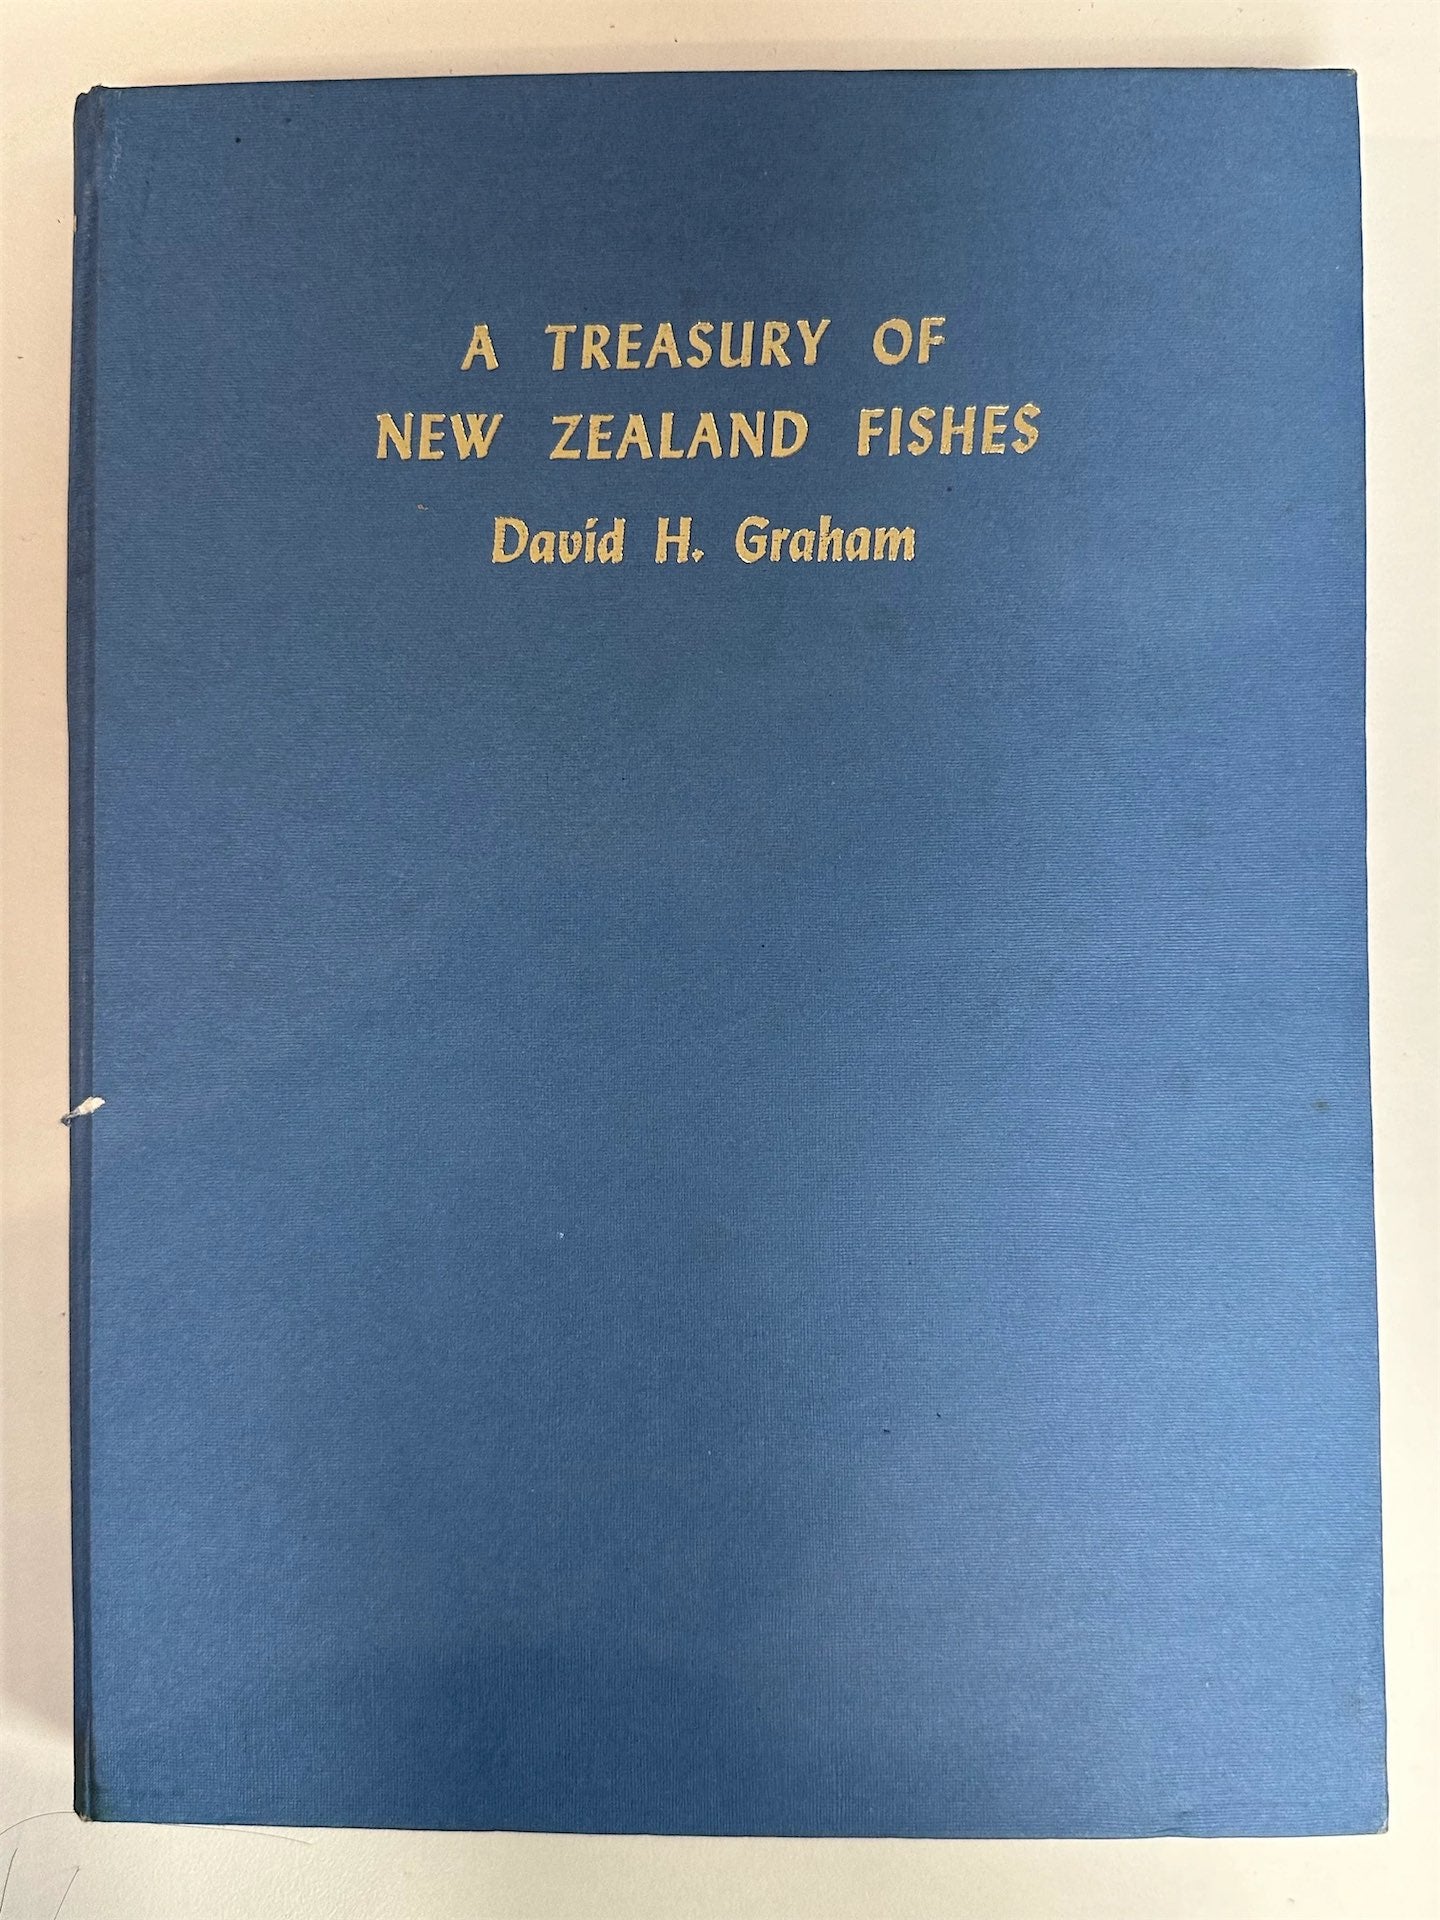 A TREASURY OF
NEW ZEALAND FISHES
David H. Graham